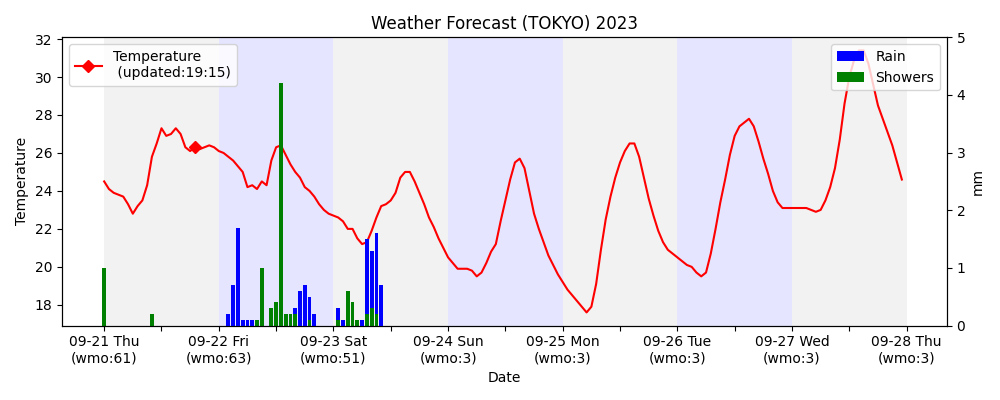 Weather Forecast (TOKYO) 2023
Temperature
(updated:19:15)
Rain
Showers
Temperature
32
30
28
26
24
22
20
18
5
4
3
2
1
0
mm
09-21 Thu
(wmo:61)
09-22 Fri
(wmo:63)
09-23 Sat
(wmo:51)
09-24 Sun
(wmo:3)
09-25 Mon
(wmo:3)
09-26 Tue
(wmo:3)
09-27 Wed
(wmo:3)
09-28 Thu
(wmo:3)
Date